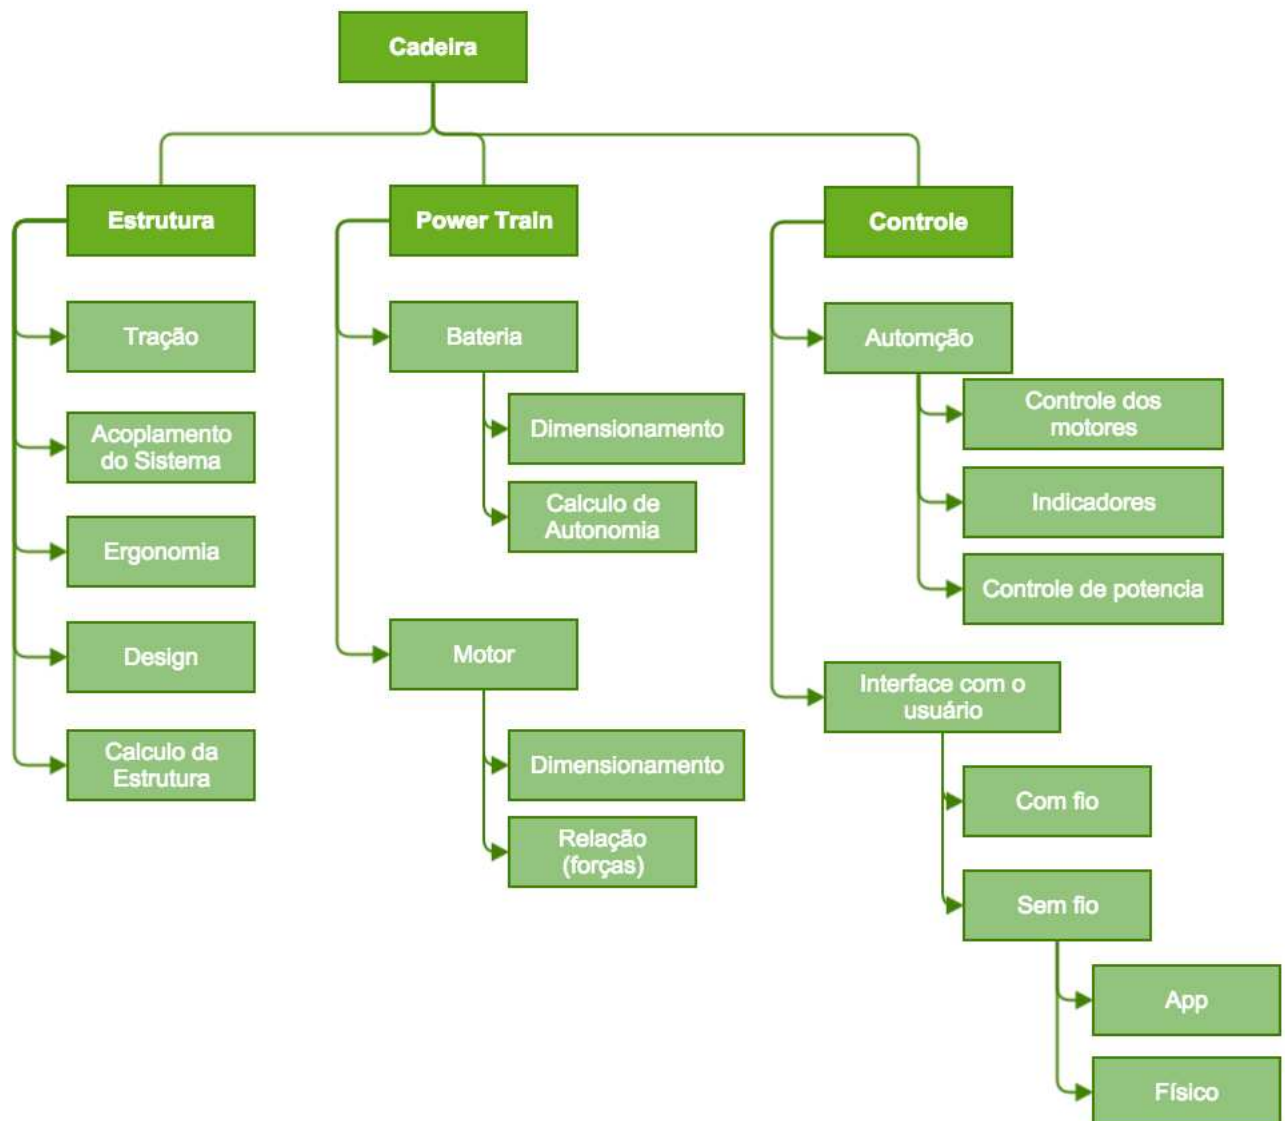 Cadeira
Estrutura
Power Train
Controle
Tração
Acoplamento
do Sistema
Ergonomia
Design
Calculo da
Estrutura
Bateria
Dimensionamento
Calculo de
Autonomia
Motor
Dimensionamento
Relação
(forças)
Automção
Controle dos
motores
Indicadores
Controle de potencia
Interface com o
usuário
Com fio
Sem fio
App
Físico